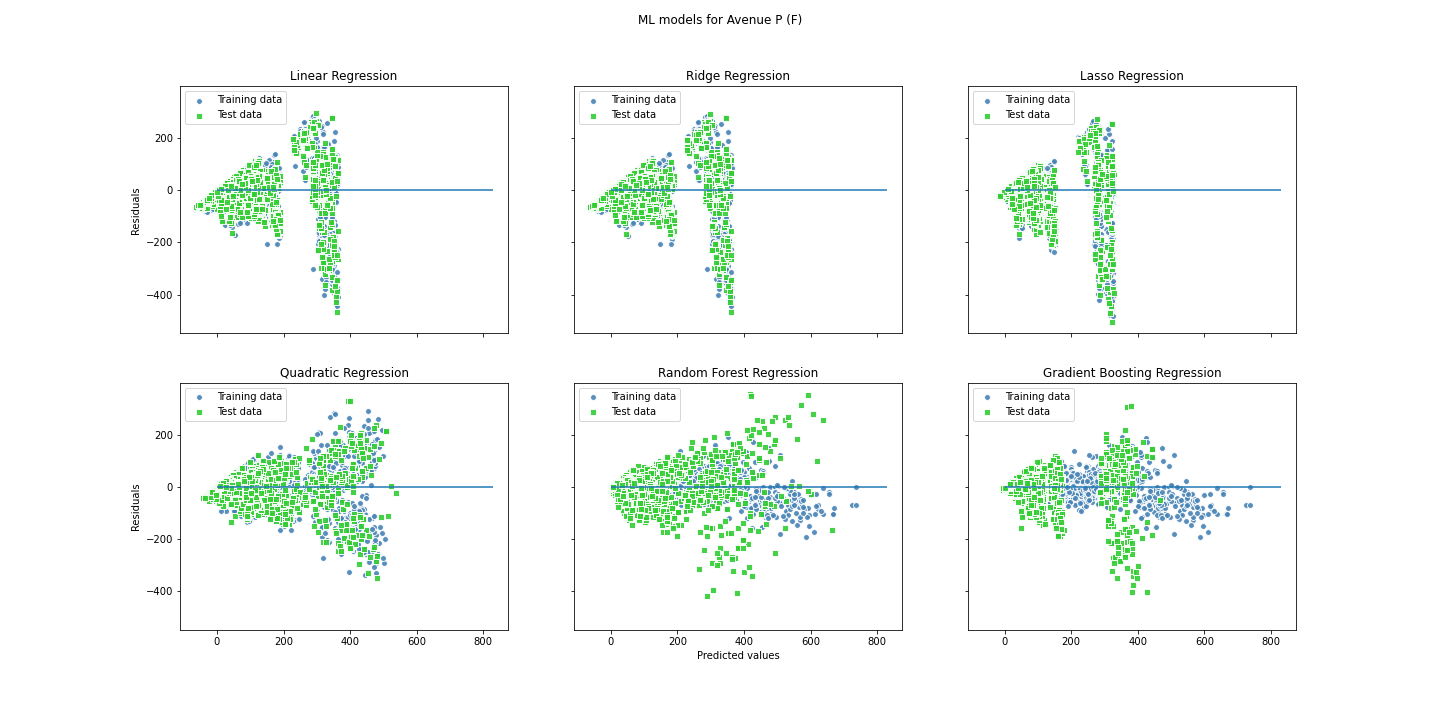 ML models for Avenue P (F)
Linear Regression
Ridge Regression
Lasso Regression
Training data
Test data
Training data
Test data
Training data
Test data
200
0
−200
−400
Residuals
Quadratic Regression
Random Forest Regression
Gradient Boosting Regression
Training data
Test data
Training data
Test data
Training data
Test data
200
0
−200
−400
Residuals
0 200 400 600 800
0 200 400 600 800
0 200 400 600 800
Predicted values